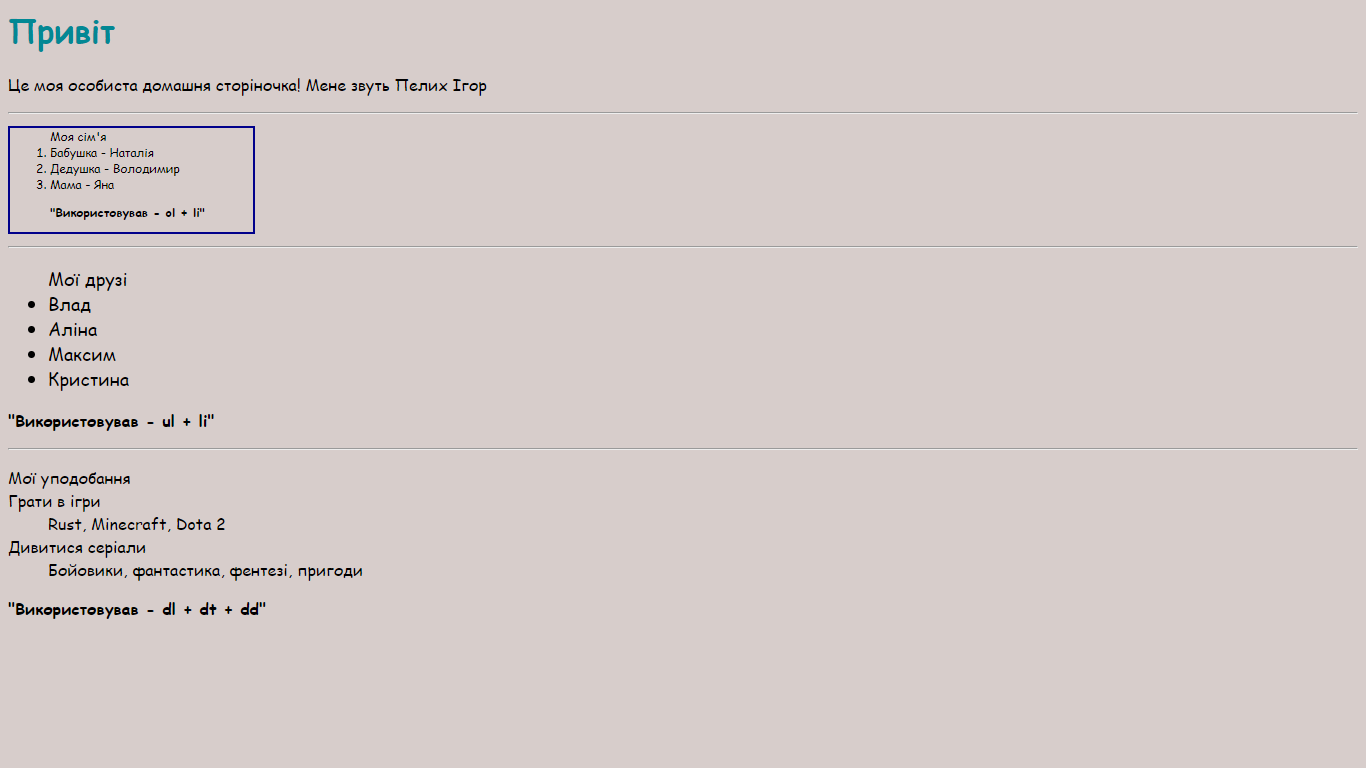 Привіт
Це моя особиста домашня сторіночка! Мене звуть Пелих Ігор
Моя сім'я
1. Бабушка - Наталія
2. Дедушка - Володимир
3. Мама - Яна
"Використовував - ol + li"
Мої друзі
• Влад
• Аліна
• Максим
• Кристина
"Використовував - ul + li"
Мої уподобання
Грати в ігри
Rust, Minecraft, Dota 2
Дивитися серіали
Бойовики, фантастика, фентезі, пригоди
"Використовував - dl + dt + dd"